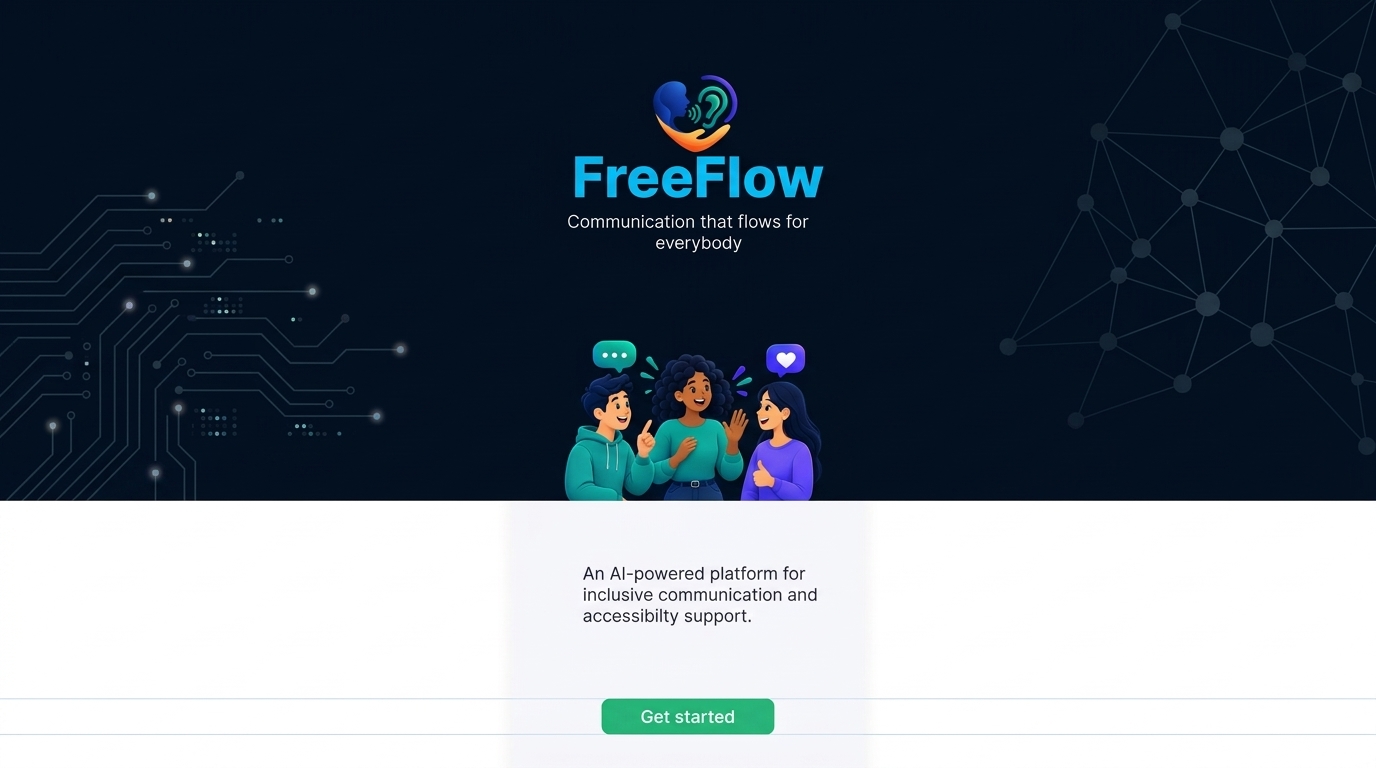 FreeFlow
Communication that flows for
everybody
An AI-powered platform for
inclusive communication and
accessibilty support.
Get started